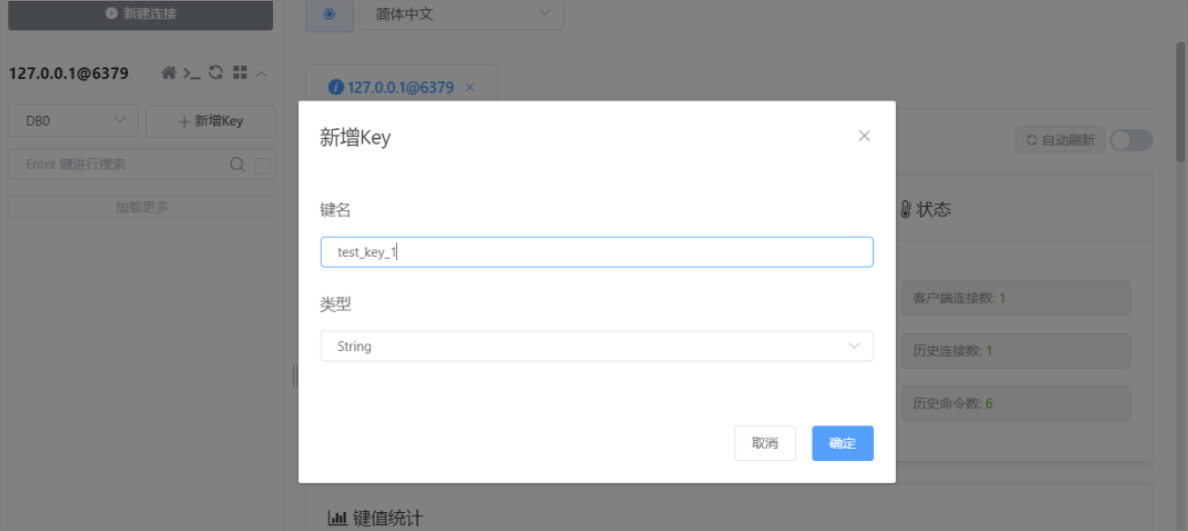 新建连接
简体中文
127.0.0.1@6379
127.0.0.1@6379
DB0
新增Key
Enter 键进行搜索
加载更多
自动刷新
新增Key
键名
test_key_1
类型
String
取消
确定
状态
客户端连接数: 1
历史连接数: 1
历史命令数: 6
键值统计